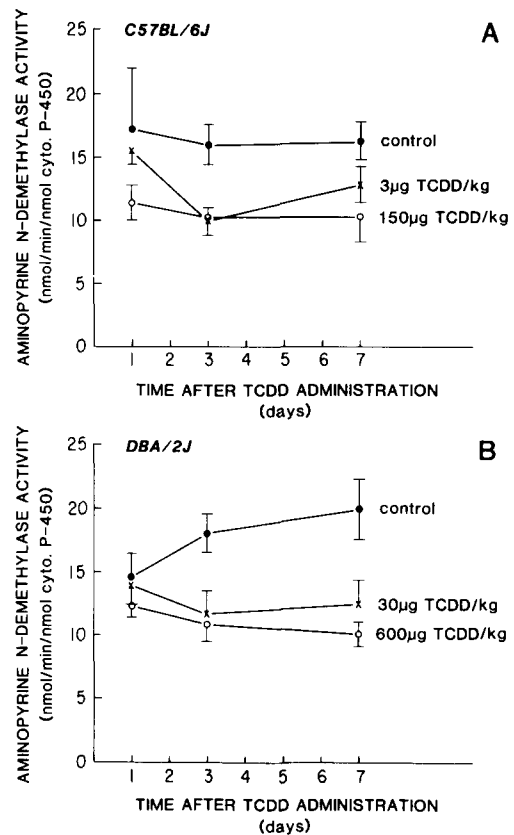 C57BL/6J
A
AMINOPYRINE N-DEMETHYLASE ACTIVITY
(nmol/min/nmol cyto. P-450)
25
20
15
10
5
0
control
3μg TCDD/kg
150μg TCDD/kg
1 2 3 4 5 6 7
TIME AFTER TCDD ADMINISTRATION
(days)
DBA/2J
B
AMINOPYRINE N-DEMETHYLASE ACTIVITY
(nmol/min/nmol cyto. P-450)
25
20
15
10
5
0
control
30μg TCDD/kg
600μg TCDD/kg
1 2 3 4 5 6 7
TIME AFTER TCDD ADMINISTRATION
(days)